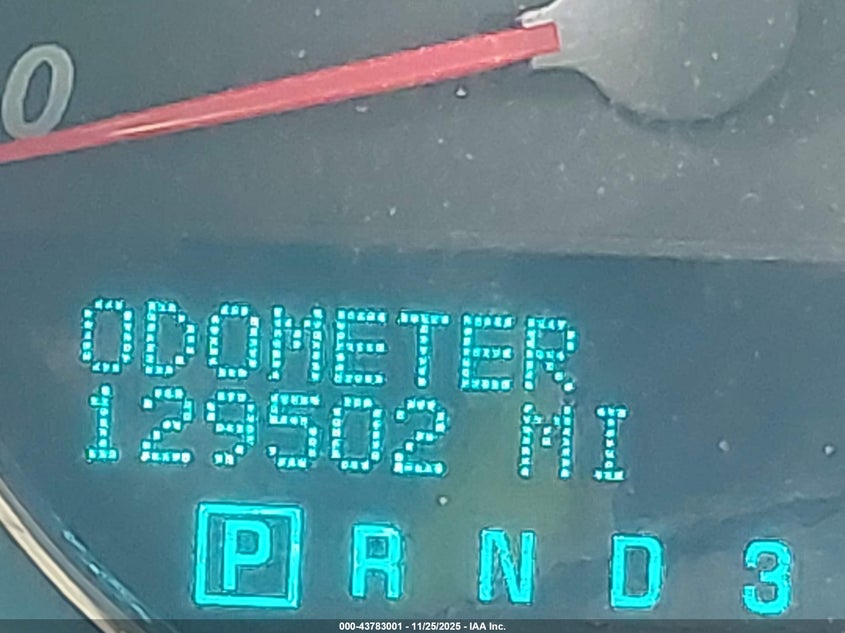 0
ODOMETER
129502 MI
P R N D 3
000-43783001 - 11/25/2025 - IAA Inc.